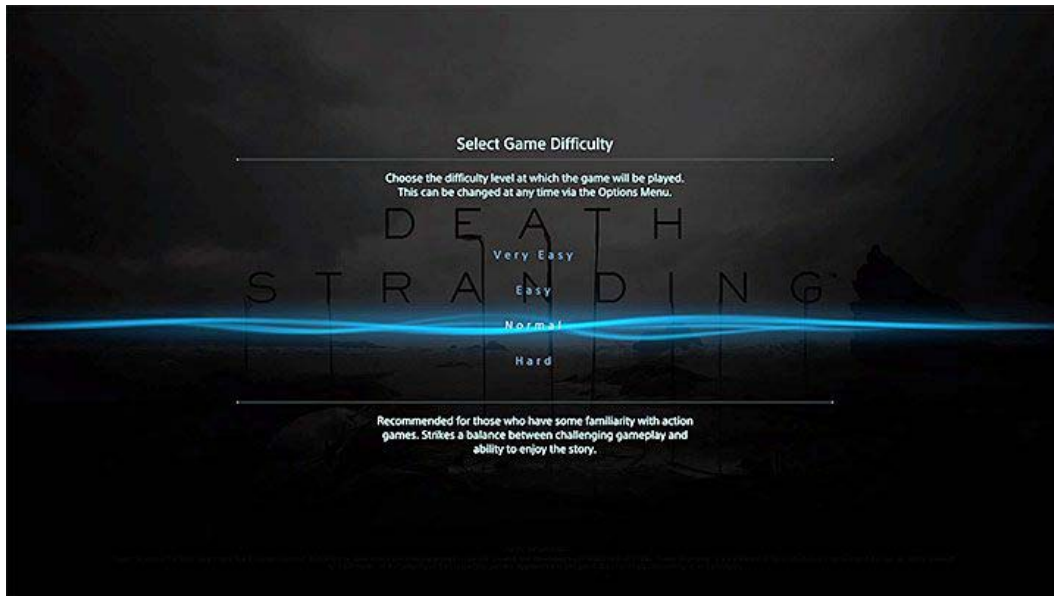 Select Game Difficulty
Choose the difficulty level at which the game will be played.
This can be changed at any time via the Options Menu.
DEATH
Very Easy
STRANDING
Easy
Normal
Hard
Recommended for those who have some familiarity with action
games. Strikes a balance between challenging gameplay and
ability to enjoy the story.